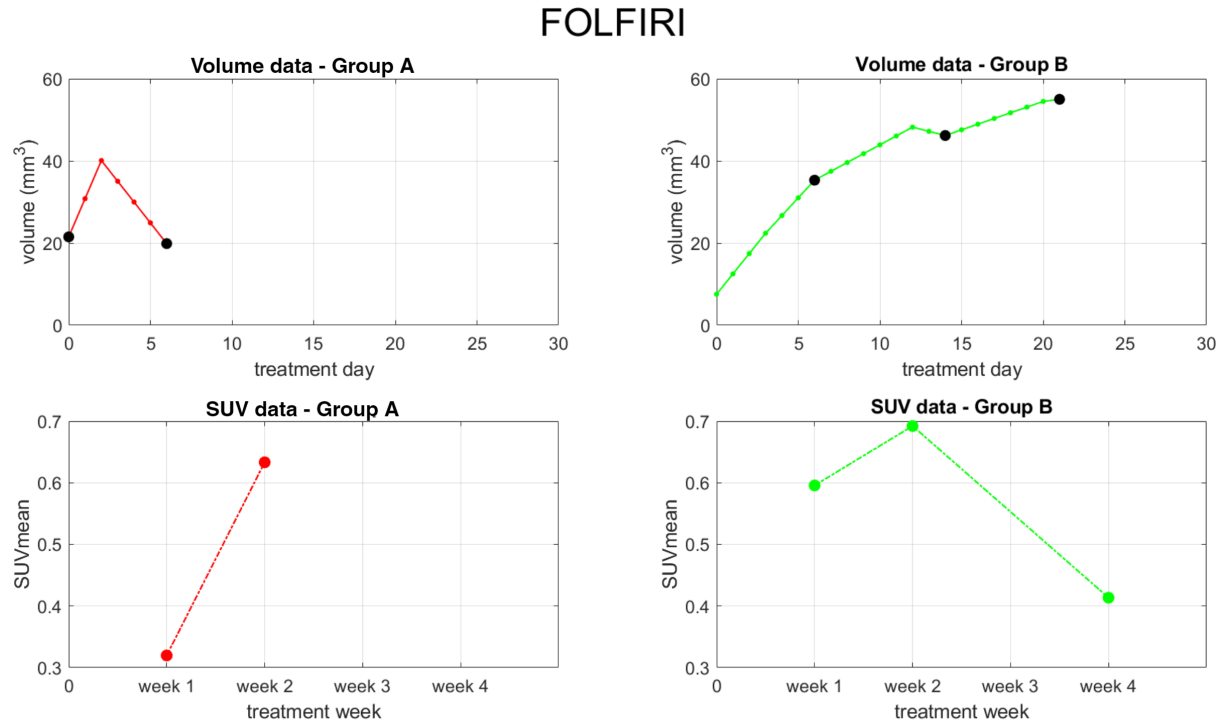 FOLFIRI
Volume data - Group A
60
40
20
0
volume (mm³)
0 5 10 15 20 25 30
treatment day
Volume data - Group B
60
40
20
0
volume (mm³)
0 5 10 15 20 25 30
treatment day
SUV data - Group A
0.7
0.6
0.5
0.4
0.3
SUVmean
0 week 1 week 2 week 3 week 4
treatment week
SUV data - Group B
0.7
0.6
0.5
0.4
0.3
SUVmean
0 week 1 week 2 week 3 week 4
treatment week